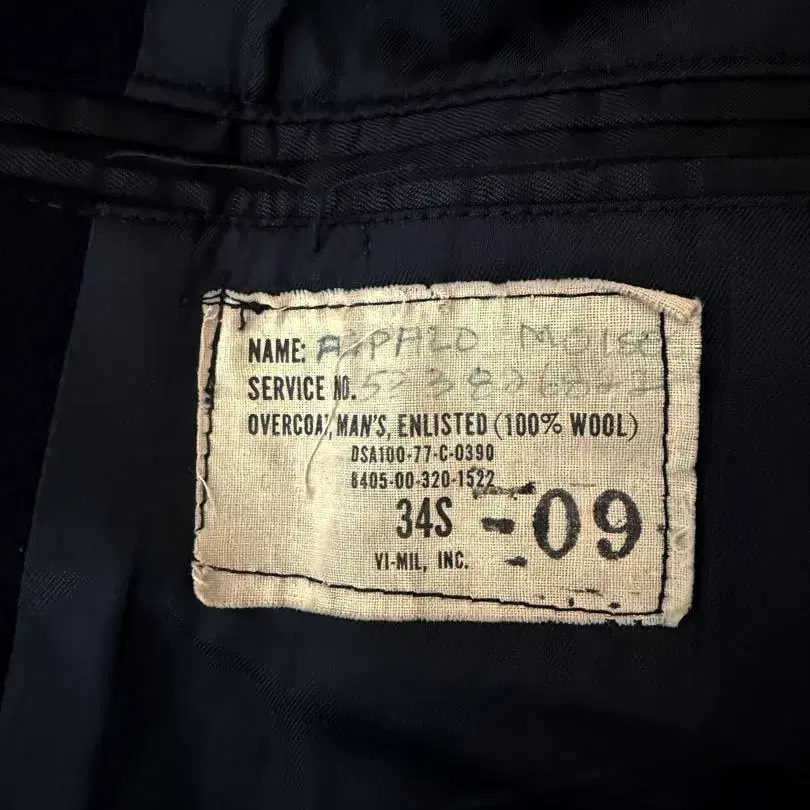 NAME:
SERVICE NO.
OVERCOAT, MAN'S, ENLISTED (100% WOOL)
DSA100-77-C-0390
8405-00-320-1522
34S -09
VI-MIL, INC.